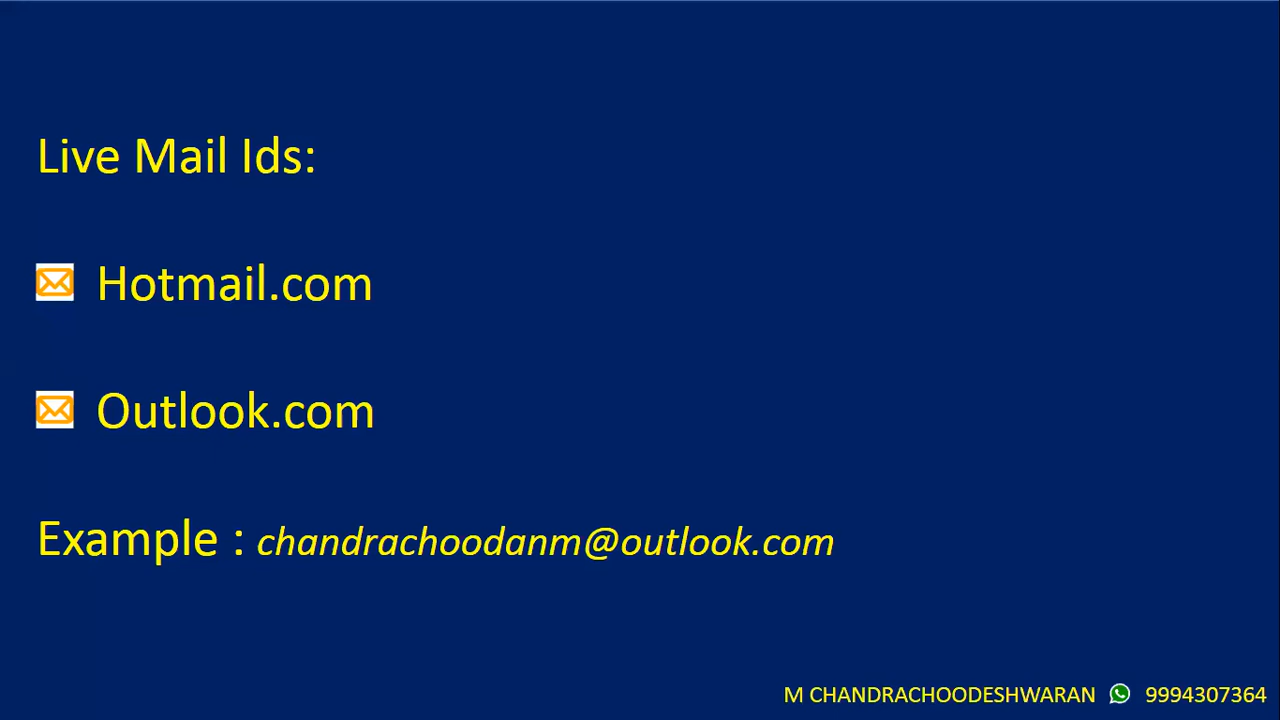 Live Mail Ids:
Hotmail.com
Outlook.com
Example : chandrachoodanm@outlook.com
M CHANDRACHOODESHWARAN 9994307364